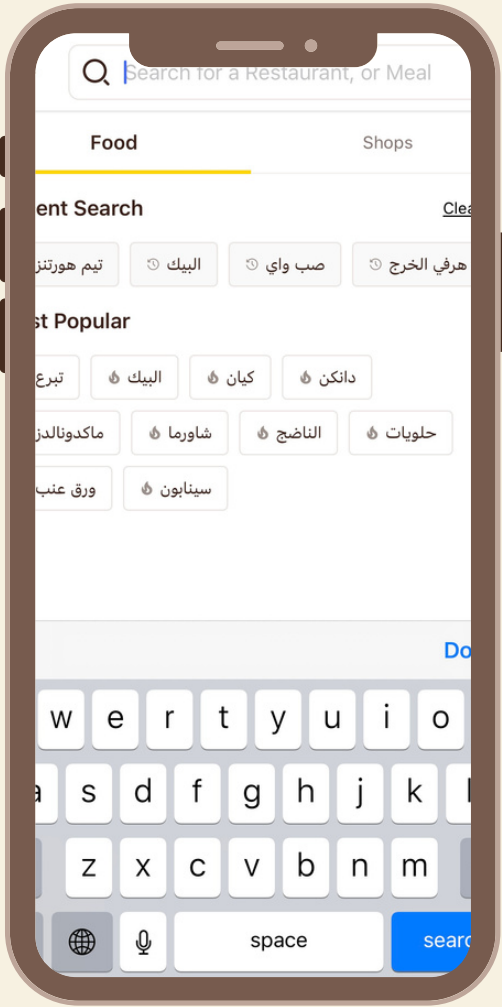 Search for a Restaurant, or Meal
Food Shops
ent Search Clea
تيم هورتنز البيك صب واي هرفي الخرج
st Popular
تبرع البيك كيان دانكن
ماكدونالدز شاورما الناضج حلويات
ورق عنب سينابون
Do
w e r t y u i o
a s d f g h j k l
z x c v b n m
space searc